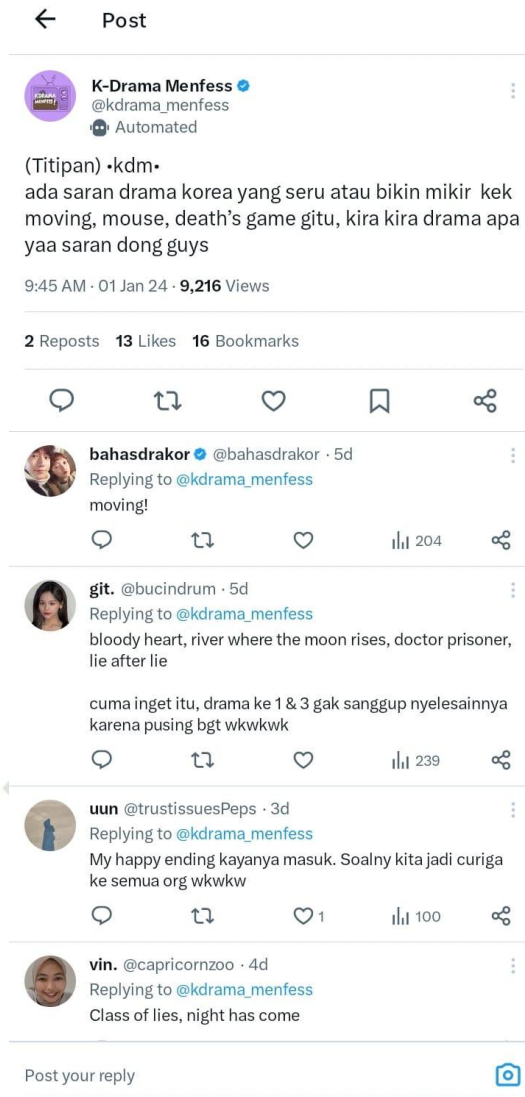 Post
K-Drama Menfess
@kdrama_menfess
Automated
(Titipan) •kdm•
ada saran drama korea yang seru atau bikin mikir kek
moving, mouse, death's game gitu, kira kira drama apa
yaa saran dong guys
9:45 AM · 01 Jan 24 · 9,216 Views
2 Reposts 13 Likes 16 Bookmarks
bahasdrakor @bahasdrakor · 5d
Replying to @kdrama_menfess
moving!
204
git. @bucindrum · 5d
Replying to @kdrama_menfess
bloody heart, river where the moon rises, doctor prisoner,
lie after lie
cuma inget itu, drama ke 1 & 3 gak sanggup nyelesainnya
karena pusing bgt wkwkwk
239
uun @trustissuesPeps · 3d
Replying to @kdrama_menfess
My happy ending kayanya masuk. Soalny kita jadi curiga
ke semua org wkwkw
1 100
vin. @capricornzoo · 4d
Replying to @kdrama_menfess
Class of lies, night has come
Post your reply